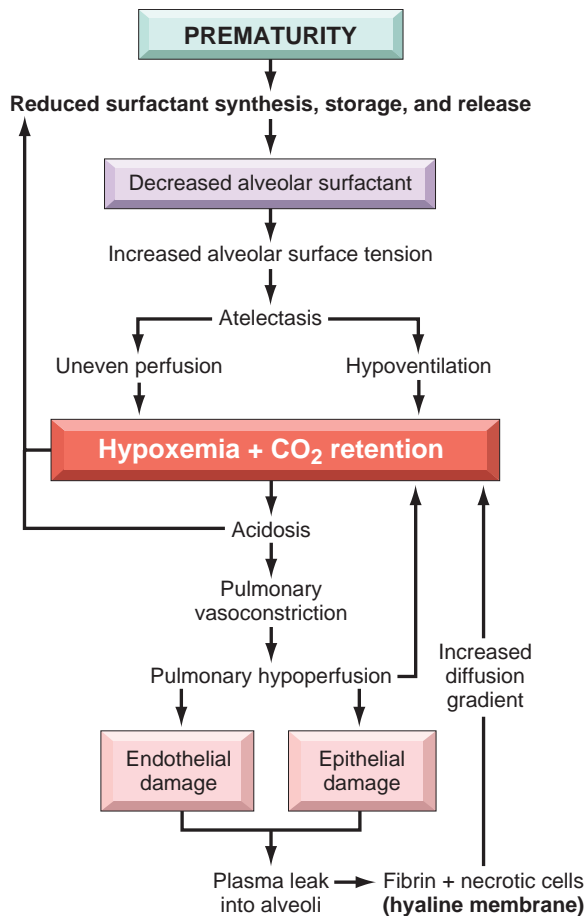 PREMATURITY
Reduced surfactant synthesis, storage, and release
Decreased alveolar surfactant
Increased alveolar surface tension
Atelectasis
Uneven perfusion
Hypoventilation
Hypoxemia + CO₂ retention
Acidosis
Pulmonary
vasoconstriction
Pulmonary hypoperfusion
Increased
diffusion
gradient
Endothelial
damage
Epithelial
damage
Plasma leak
into alveoli
Fibrin + necrotic cells
(hyaline membrane)